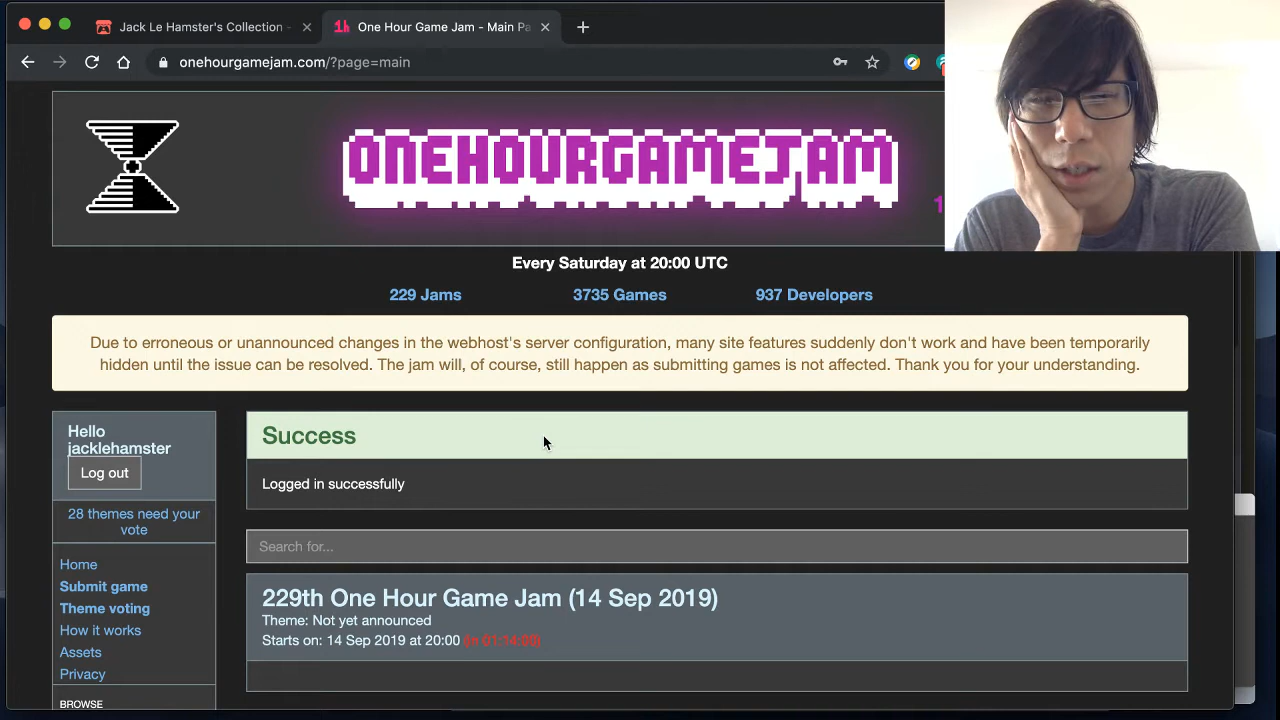 Jack Le Hamster's Collection -
One Hour Game Jam - Main Pa
onehourgamejam.com/?page=main
ONEHOURGAMEJAM
Every Saturday at 20:00 UTC
229 Jams
3735 Games
937 Developers
Due to erroneous or unannounced changes in the webhost's server configuration, many site features suddenly don't work and have been temporarily
hidden until the issue can be resolved. The jam will, of course, still happen as submitting games is not affected. Thank you for your understanding.
Hello
jacklehamster
Log out
28 themes need your
vote
Home
Submit game
Theme voting
How it works
Assets
Privacy
BROWSE
Success
Logged in successfully
Search for...
229th One Hour Game Jam (14 Sep 2019)
Theme: Not yet announced
Starts on: 14 Sep 2019 at 20:00